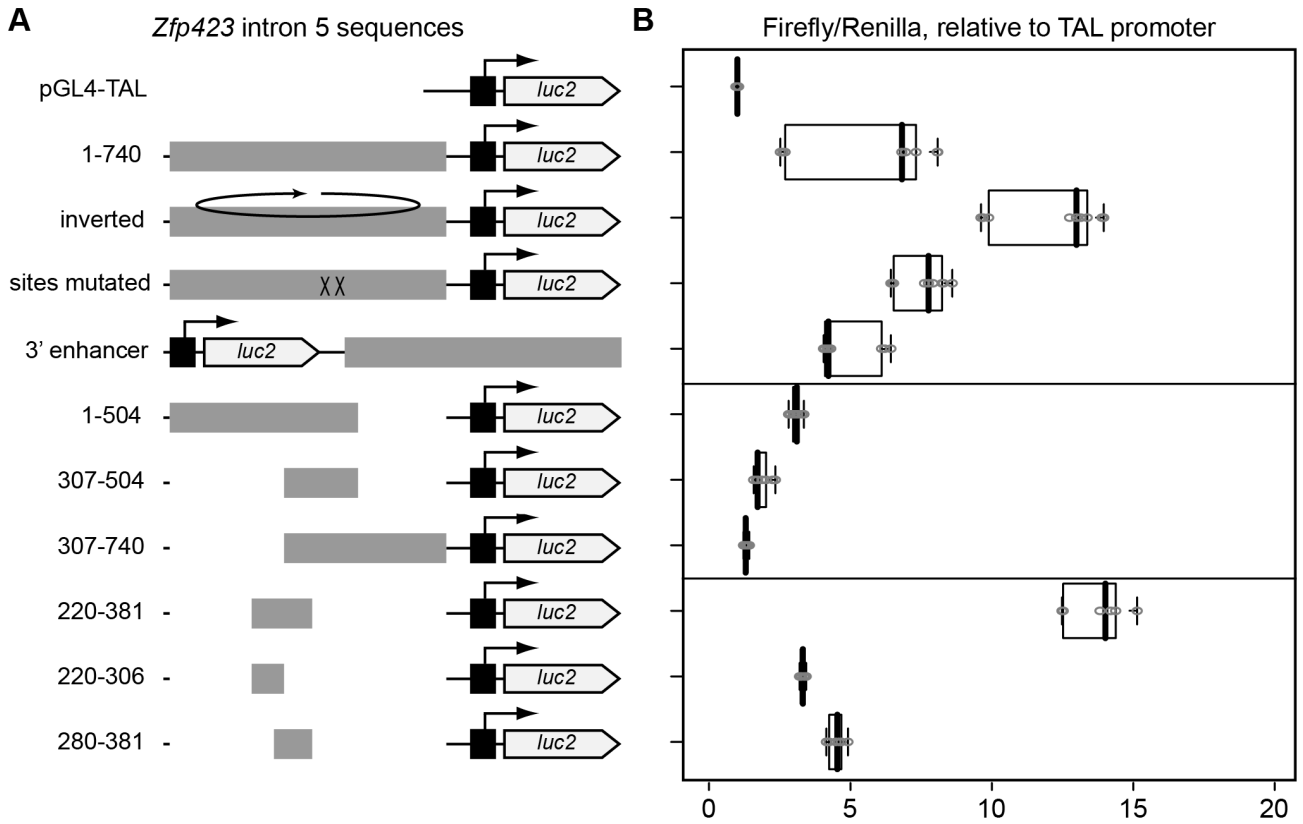 A
Zfp423 intron 5 sequences
pGL4-TAL
luc2
1-740
luc2
inverted
luc2
sites mutated
X X
luc2
3’ enhancer
luc2
1-504
luc2
307-504
luc2
307-740
luc2
220-381
luc2
220-306
luc2
280-381
luc2
B
Firefly/Renilla, relative to TAL promoter
0 5 10 15 20